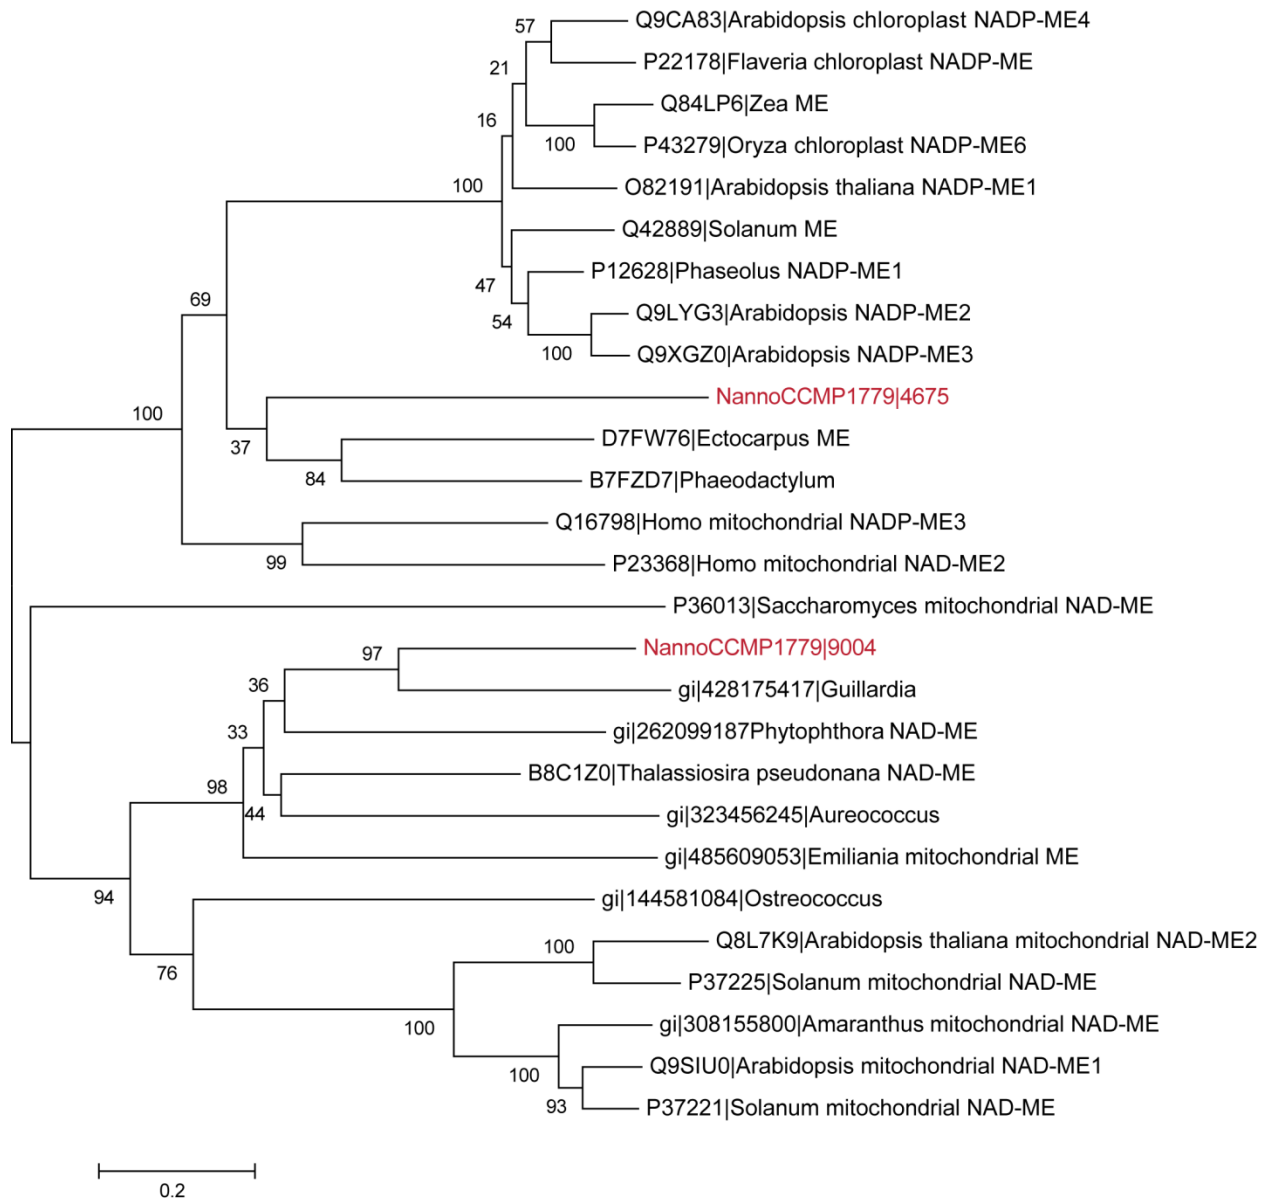 57
Q9CA83|Arabidopsis chloroplast NADP-ME4
P22178|Flaveria chloroplast NADP-ME
21
Q84LP6|Zea ME
16
100
P43279|Oryza chloroplast NADP-ME6
100
O82191|Arabidopsis thaliana NADP-ME1
Q42889|Solanum ME
P12628|Phaseolus NADP-ME1
47
69
Q9LYG3|Arabidopsis NADP-ME2
54
100
Q9XGZ0|Arabidopsis NADP-ME3
NannoCCMP1779|4675
100
D7FW76|Ectocarpus ME
37
84
B7FZD7|Phaeodactylum
Q16798|Homo mitochondrial NADP-ME3
99
P23368|Homo mitochondrial NAD-ME2
P36013|Saccharomyces mitochondrial NAD-ME
97
NannoCCMP1779|9004
36
gi|428175417|Guillardia
33
gi|262099187Phytophthora NAD-ME
98
B8C1Z0|Thalassiosira pseudonana NAD-ME
44
gi|323456245|Aureococcus
gi|485609053|Emiliania mitochondrial ME
94
gi|144581084|Ostreococcus
100
Q8L7K9|Arabidopsis thaliana mitochondrial NAD-ME2
76
P37225|Solanum mitochondrial NAD-ME
100
gi|308155800|Amaranthus mitochondrial NAD-ME
100
Q9SIU0|Arabidopsis mitochondrial NAD-ME1
93
P37221|Solanum mitochondrial NAD-ME
0.2